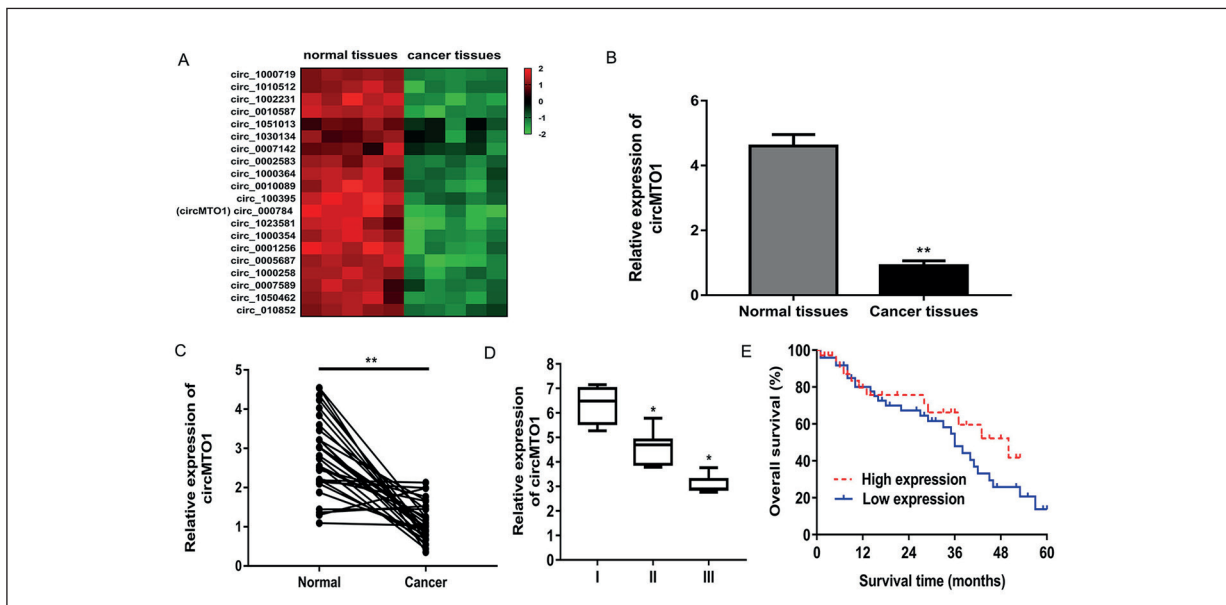 A
normal tissues cancer tissues
circ_1000719
circ_1010512
circ_1002231
circ_0010587
circ_1051013
circ_1030134
circ_0007142
circ_0002583
circ_1000364
circ_0010089
circ_100395
(circMTO1) circ_000784
circ_1023581
circ_1000354
circ_0001256
circ_0005687
circ_1000258
circ_0007589
circ_1050462
circ_010852
2
1
0
-1
-2
B
Relative expression of
circMTO1
6
4
2
0
**
Normal tissues Cancer tissues
C
Relative expression of
circMTO1
5
4
3
2
1
0
**
Normal Cancer
D
Relative expression
of circMTO1
8
7
6
5
4
3
2
1
0
*
*
I II III
E
Overall survival (%)
100
80
60
40
20
0
High expression
Low expression
0 12 24 36 48 60
Survival time (months)